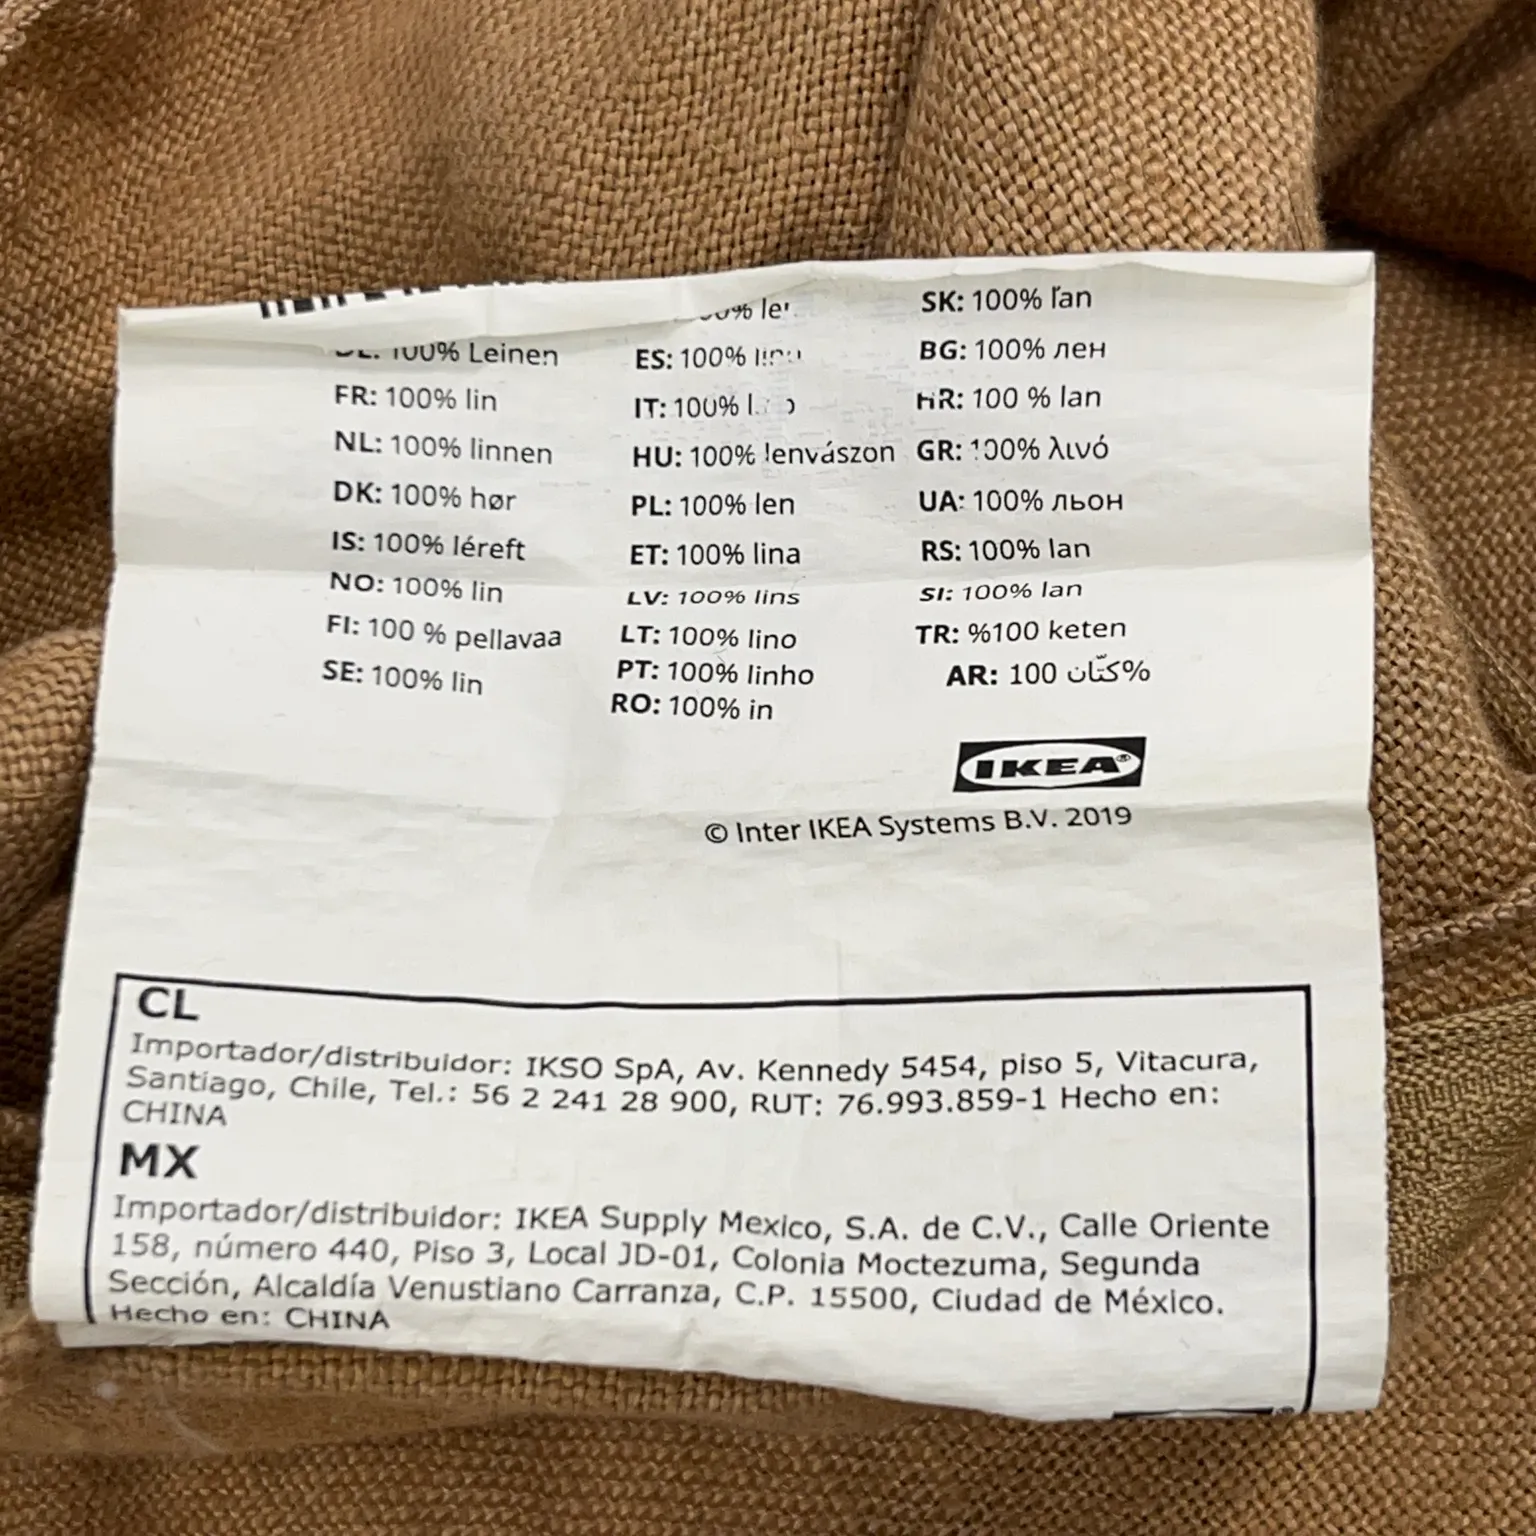 100% Leinen
FR: 100% lin
NL: 100% linnen
DK: 100% hør
IS: 100% léreft
NO: 100% lin
FI: 100 % pellavaa
SE: 100% lin
ES: 100%
IT: 100%
HU: 100% lenvászon
PL: 100% len
ET: 100% lina
LV: 100% lins
LT: 100% lino
PT: 100% linho
RO: 100% in
SK: 100% ľan
BG: 100% лен
HR: 100 % lan
GR: 100% λινό
UA: 100% льон
RS: 100% lan
SI: 100% lan
TR: %100 keten
AR: 100 كتّان%
IKEA®
© Inter IKEA Systems B.V. 2019
CL
Importador/distribuidor: IKSO SpA, Av. Kennedy 5454, piso 5, Vitacura,
Santiago, Chile, Tel.: 56 2 241 28 900, RUT: 76.993.859-1 Hecho en:
CHINA
MX
Importador/distribuidor: IKEA Supply Mexico, S.A. de C.V., Calle Oriente
158, número 440, Piso 3, Local JD-01, Colonia Moctezuma, Segunda
Sección, Alcaldía Venustiano Carranza, C.P. 15500, Ciudad de México.
Hecho en: CHINA